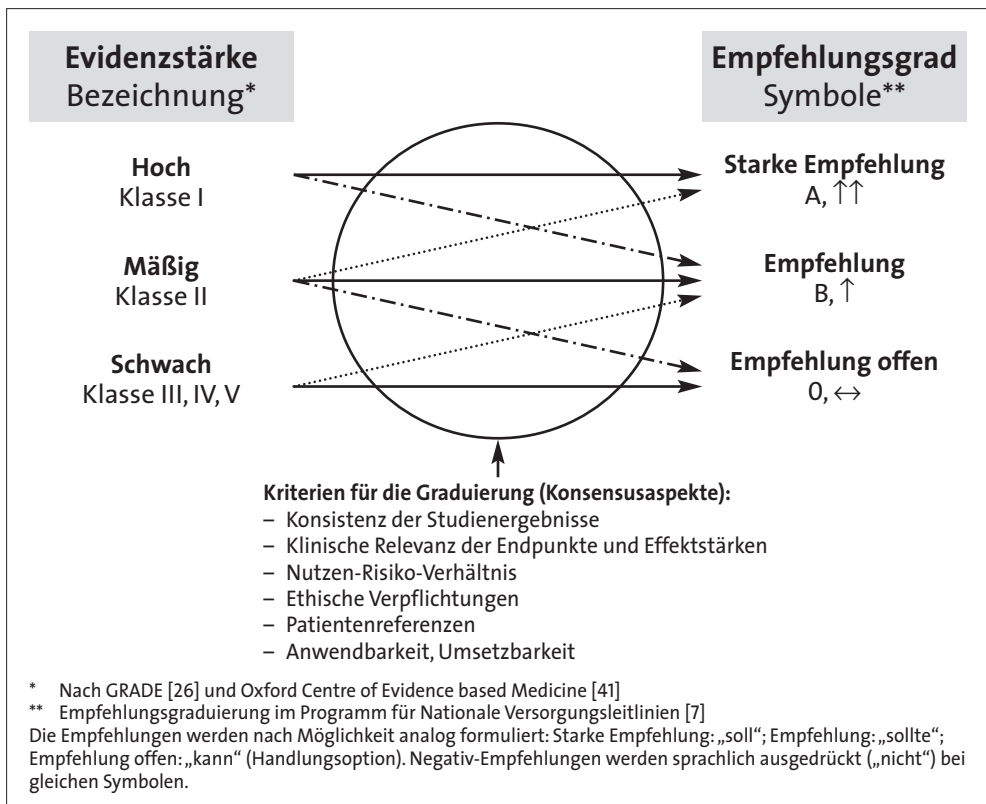 Evidenzstärke
Bezeichnung*
Empfehlungsgrad
Symbole**
Hoch
Klasse I
Starke Empfehlung
A, ↑↑
Mäßig
Klasse II
Empfehlung
B, ↑
Schwach
Klasse III, IV, V
Empfehlung offen
0, ↔
Kriterien für die Graduierung (Konsensusaspekte):
– Konsistenz der Studienergebnisse
– Klinische Relevanz der Endpunkte und Effektstärken
– Nutzen-Risiko-Verhältnis
– Ethische Verpflichtungen
– Patientenreferenzen
– Anwendbarkeit, Umsetzbarkeit
* Nach GRADE [26] und Oxford Centre of Evidence based Medicine [41]
** Empfehlungsgraduierung im Programm für Nationale Versorgungsleitlinien [7]
Die Empfehlungen werden nach Möglichkeit analog formuliert: Starke Empfehlung: „soll“; Empfehlung: „sollte“;
Empfehlung offen: „kann“ (Handlungsoption). Negativ-Empfehlungen werden sprachlich ausgedrückt („nicht“) bei
gleichen Symbolen.